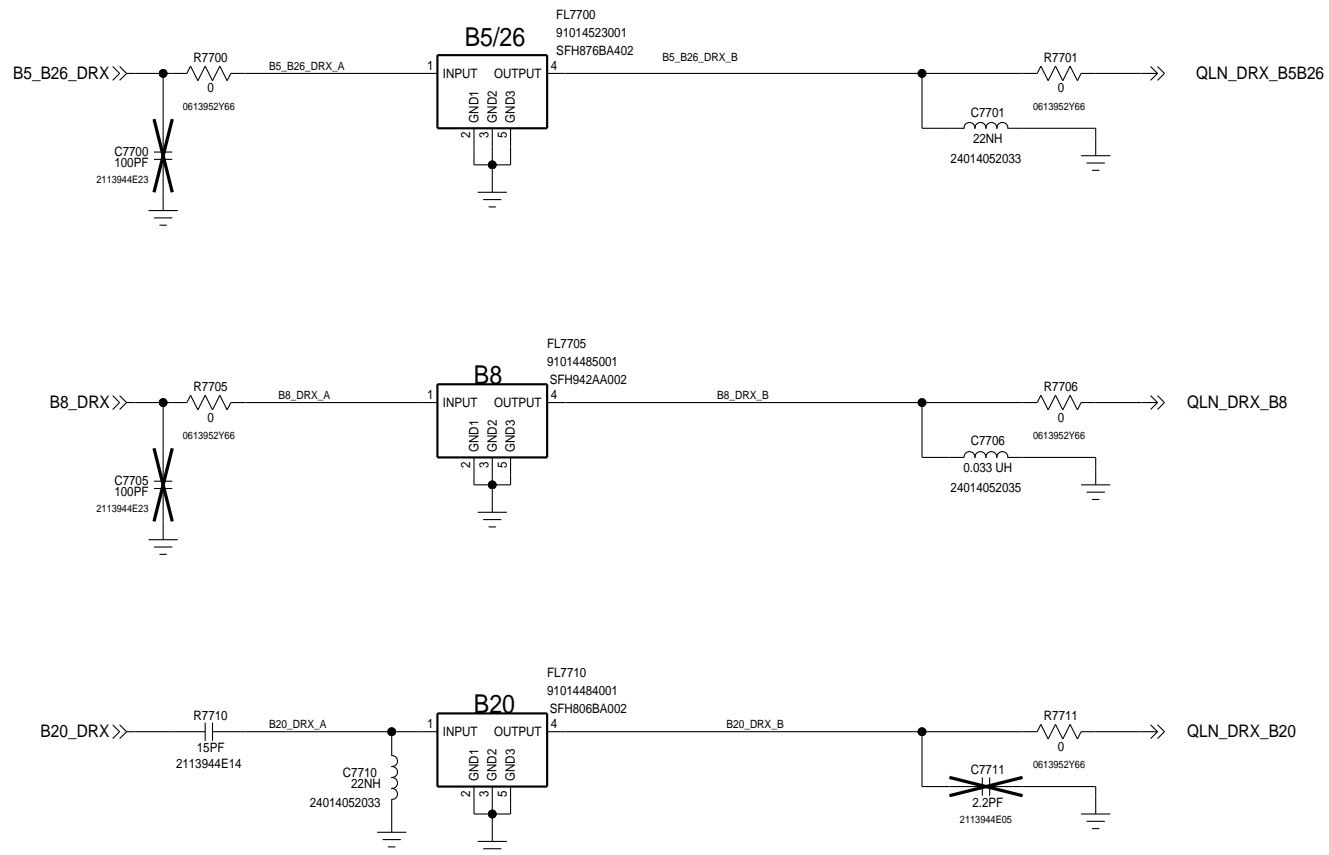 FL7700
91014523001
SFH876BA402
B5/26
B5_B26_DRX
R7700
0
0613952Y66
B5_B26_DRX_A
1
INPUT
OUTPUT
4
GND1
GND2
GND3
2
3
5
B5_B26_DRX_B
R7701
0
0613952Y66
QLN_DRX_B5B26
C7700
100PF
2113944E23
C7701
22NH
24014052033
FL7705
91014485001
SFH942AA002
B8
B8_DRX
R7705
0
0613952Y66
B8_DRX_A
1
INPUT
OUTPUT
4
GND1
GND2
GND3
2
3
5
B8_DRX_B
R7706
0
0613952Y66
QLN_DRX_B8
C7705
100PF
2113944E23
C7706
0.033 UH
24014052035
FL7710
91014484001
SFH806BA002
B20
B20_DRX
R7710
15PF
2113944E14
B20_DRX_A
1
INPUT
OUTPUT
4
GND1
GND2
GND3
2
3
5
B20_DRX_B
R7711
0
0613952Y66
QLN_DRX_B20
C7710
22NH
24014052033
C7711
2.2PF
2113944E05